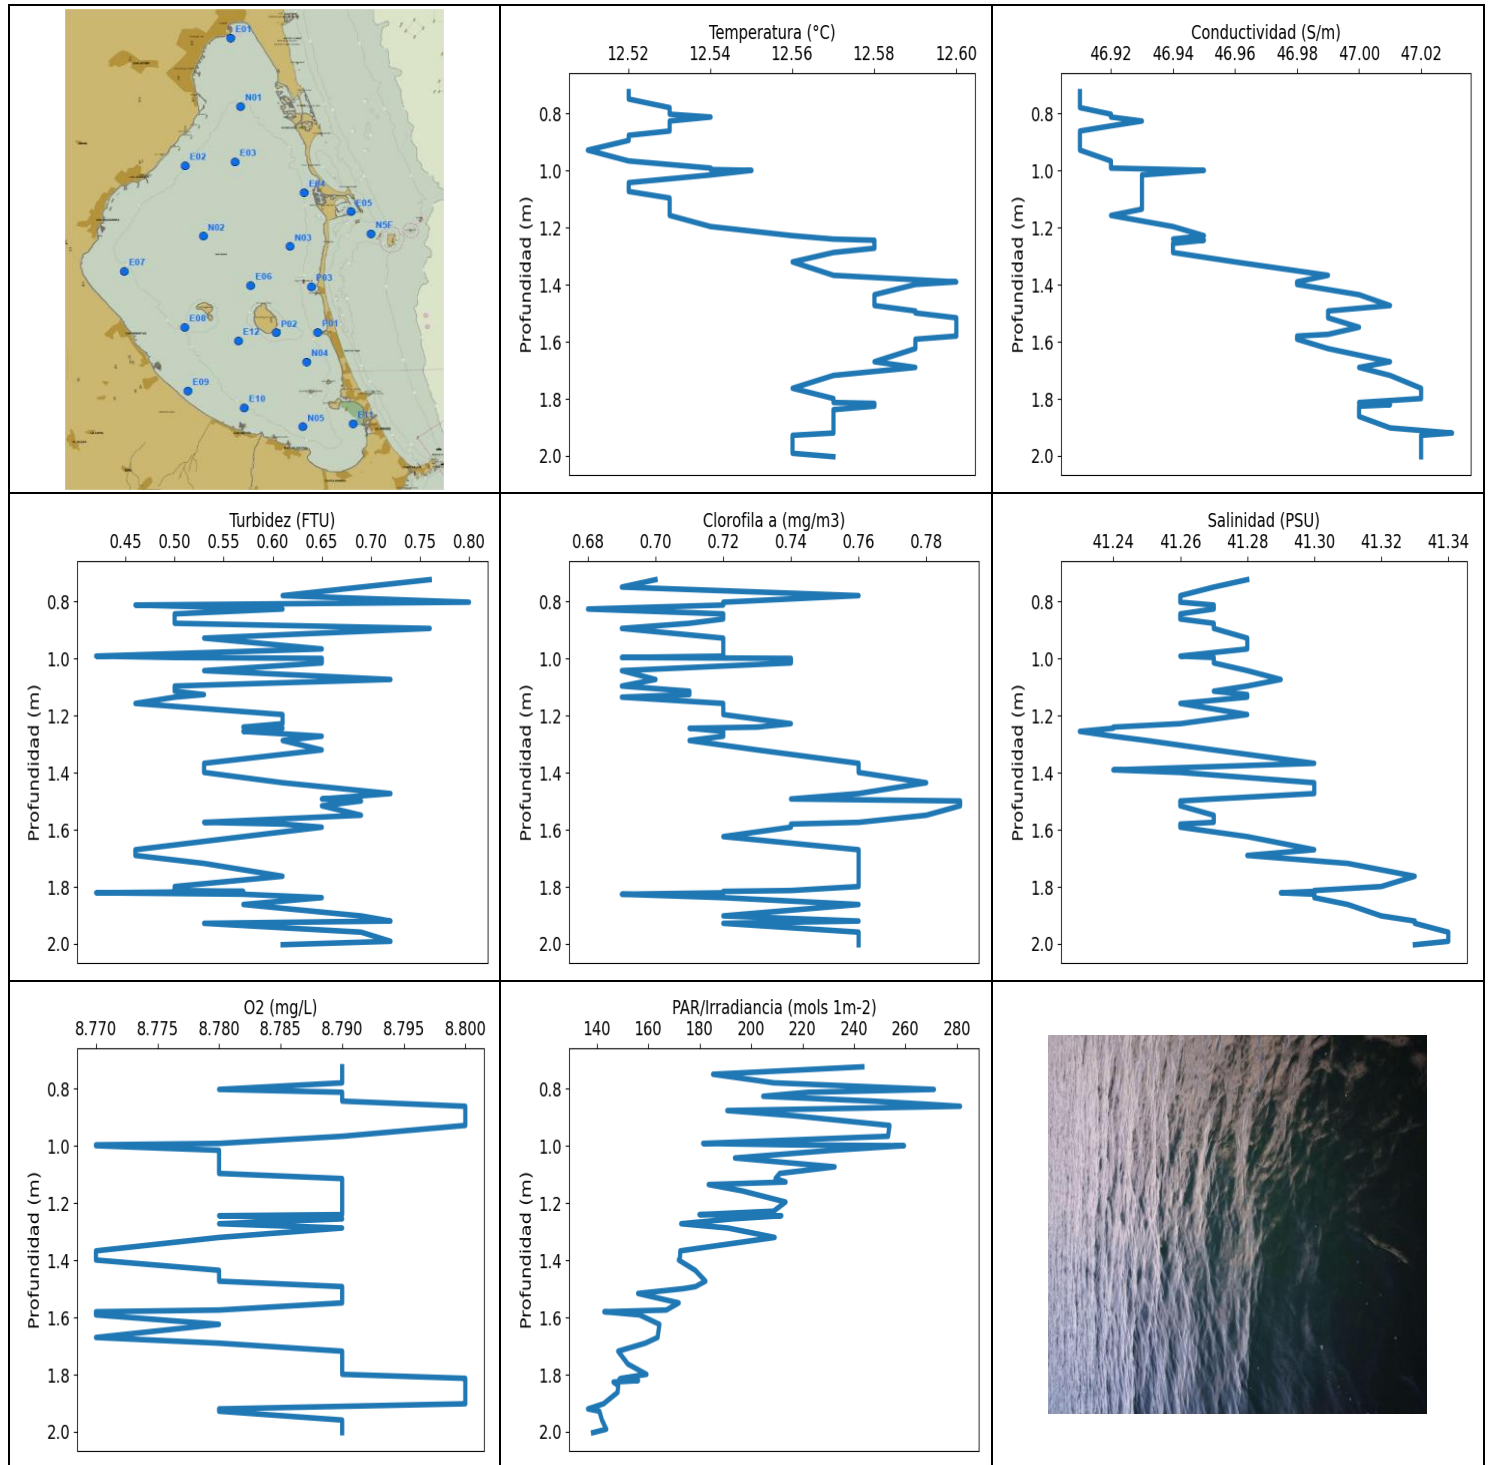 E01
N01
E02
E03
E04
E05
N5E
N02
N03
E07
E06
P03
E08
E12
P02
P01
N04
E09
E10
N05
E11
Temperatura (°C)
12.52 12.54 12.56 12.58 12.60
Profundidad (m)
0.8
1.0
1.2
1.4
1.6
1.8
2.0
Conductividad (S/m)
46.92 46.94 46.96 46.98 47.00 47.02
Profundidad (m)
0.8
1.0
1.2
1.4
1.6
1.8
2.0
Turbidez (FTU)
0.45 0.50 0.55 0.60 0.65 0.70 0.75 0.80
Profundidad (m)
0.8
1.0
1.2
1.4
1.6
1.8
2.0
Clorofila a (mg/m3)
0.68 0.70 0.72 0.74 0.76 0.78
Profundidad (m)
0.8
1.0
1.2
1.4
1.6
1.8
2.0
Salinidad (PSU)
41.24 41.26 41.28 41.30 41.32 41.34
Profundidad (m)
0.8
1.0
1.2
1.4
1.6
1.8
2.0
O2 (mg/L)
8.770 8.775 8.780 8.785 8.790 8.795 8.800
Profundidad (m)
0.8
1.0
1.2
1.4
1.6
1.8
2.0
PAR/Irradiancia (mols 1m-2)
140 160 180 200 220 240 260 280
Profundidad (m)
0.8
1.0
1.2
1.4
1.6
1.8
2.0